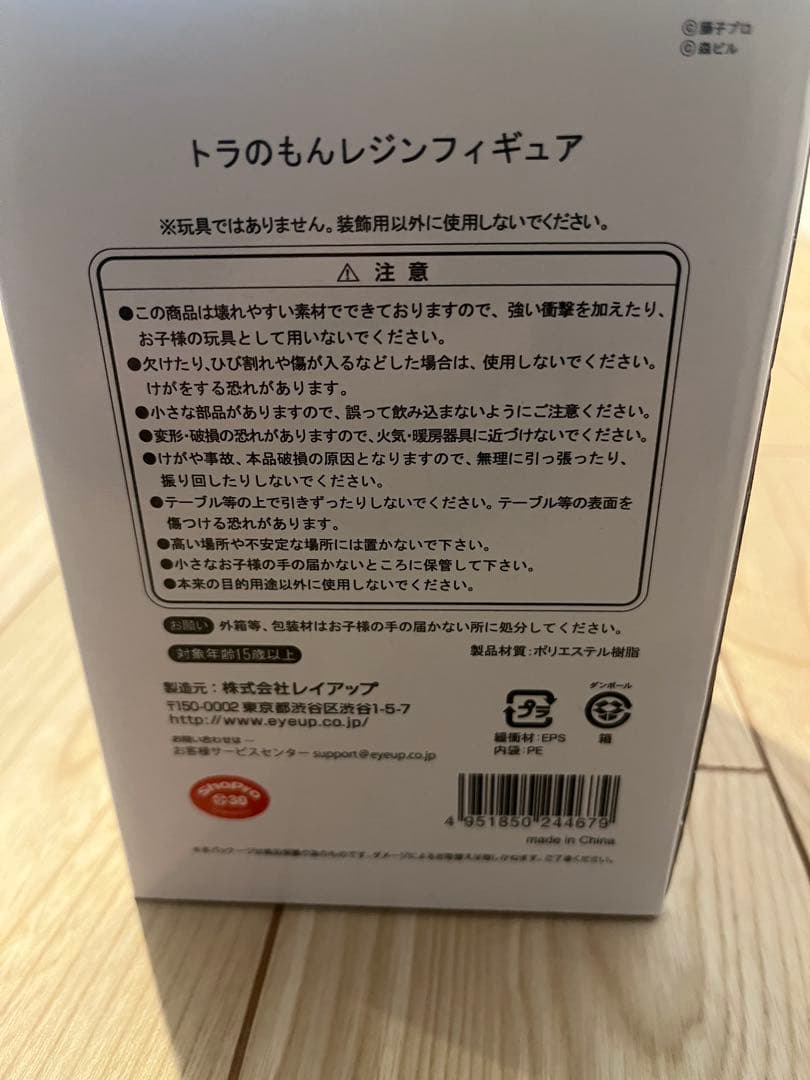 ©藤子プロ
©森ビル
トラのもんレジンフィギュア
※玩具ではありません。装飾用以外に使用しないでください。
⚠ 注意
●この商品は壊れやすい素材でできておりますので、強い衝撃を加えたり、
お子様の玩具として用いないでください。
●欠けたり、ひび割れや傷が入るなどした場合は、使用しないでください。
けがをする恐れがあります。
●小さな部品がありますので、誤って飲み込まないようにご注意ください。
●変形・破損の恐れがありますので、火気・暖房器具に近づけないでください。
●けがや事故、本品破損の原因となりますので、無理に引っ張ったり、
振り回したりしないでください。
●テーブル等の上で引きずったりしないでください。テーブル等の表面を
傷つける恐れがあります。
●高い場所や不安定な場所には置かないで下さい。
●小さなお子様の手の届かないところに保管して下さい。
●本来の目的用途以外に使用しないでください。
お願い 外箱等、包装材はお子様の手の届かない所に処分してください。
対象年齢15歳以上
製品材質:ポリエステル樹脂
製造元:株式会社レイアップ
〒150-0002 東京都渋谷区渋谷1-5-7
http://www.eyeup.co.jp/
お問い合わせは…
お客様サービスセンター support@eyeup.co.jp
プラ
緩衝材:EPS
内袋:PE
ダンボール
箱
ShoPro
30
4 951850 244679
made in China